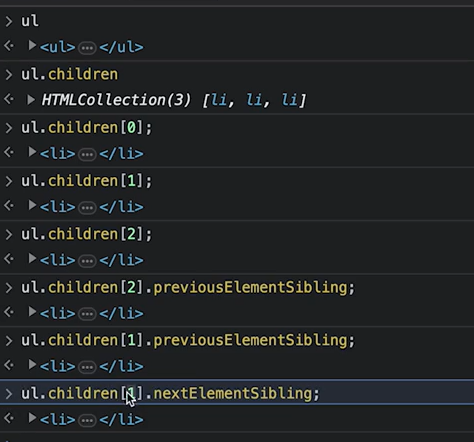 > ul
<· ▶<ul>…</ul>
> ul.children
<· ▶ HTMLCollection(3) [li, li, li]
> ul.children[0];
<· ▶<li>…</li>
> ul.children[1];
<· ▶<li>…</li>
> ul.children[2];
<· ▶<li>…</li>
> ul.children[2].previousElementSibling;
<· ▶<li>…</li>
> ul.children[1].previousElementSibling;
<· ▶<li>…</li>
> ul.children[1].nextElementSibling;
<· ▶<li>…</li>